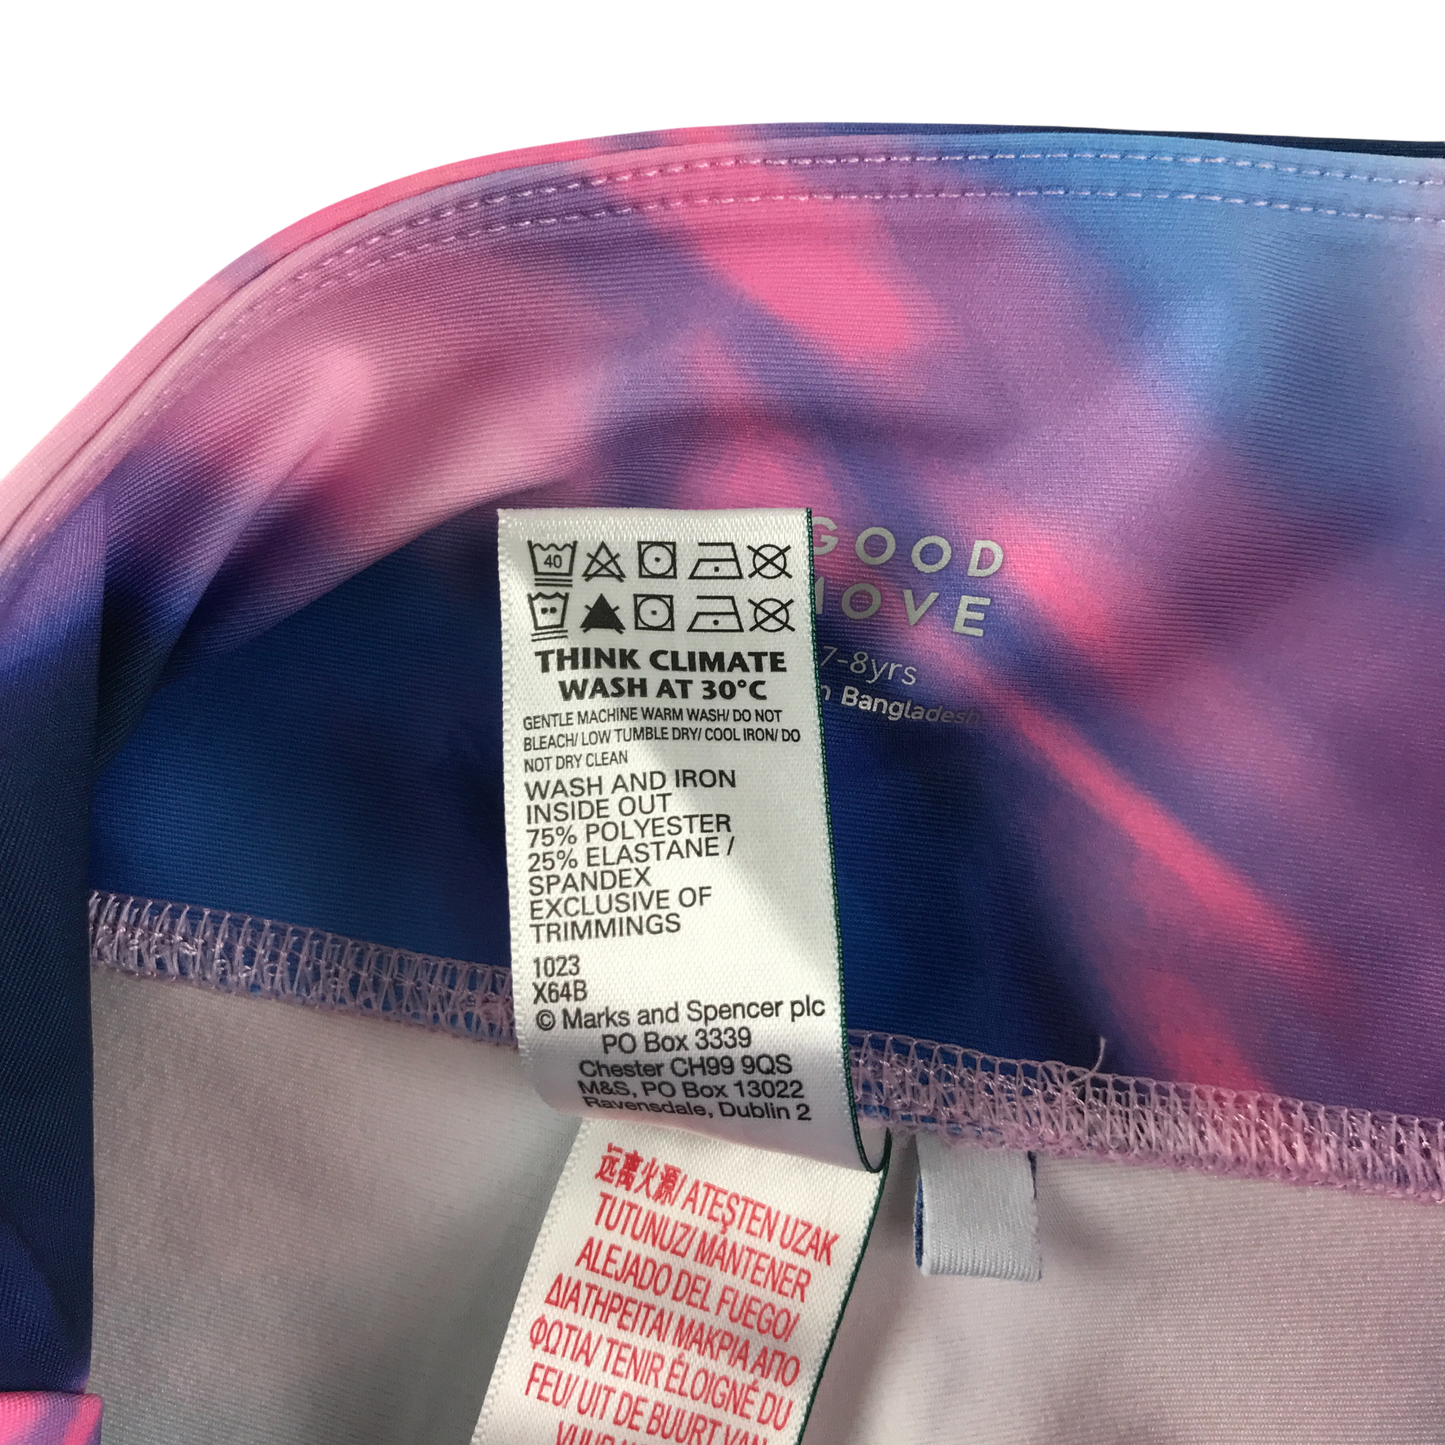 40
THINK CLIMATE
WASH AT 30°C
GENTLE MACHINE WARM WASH/ DO NOT
BLEACH/ LOW TUMBLE DRY/ COOL IRON/ DO
NOT DRY CLEAN
WASH AND IRON
INSIDE OUT
75% POLYESTER
25% ELASTANE /
SPANDEX
EXCLUSIVE OF
TRIMMINGS
1023
X64B
© Marks and Spencer plc
PO Box 3339
Chester CH99 9QS
M&S, PO Box 13022
Ravensdale, Dublin 2
GOOD
MOVE
7-8yrs
Bangladesh
远离火源/ ATEŞTEN UZAK
TUTUNUZ/ MANTENER
ALEJADO DEL FUEGO/
ΔΙΑΤΗΡΕΙΤΑΙ ΜΑΚΡΙΑ ΑΠΟ
ΦΩΤΙΑ/ TENIR ÉLOIGNÉ DU
FEU/ UIT DE BUURT VAN